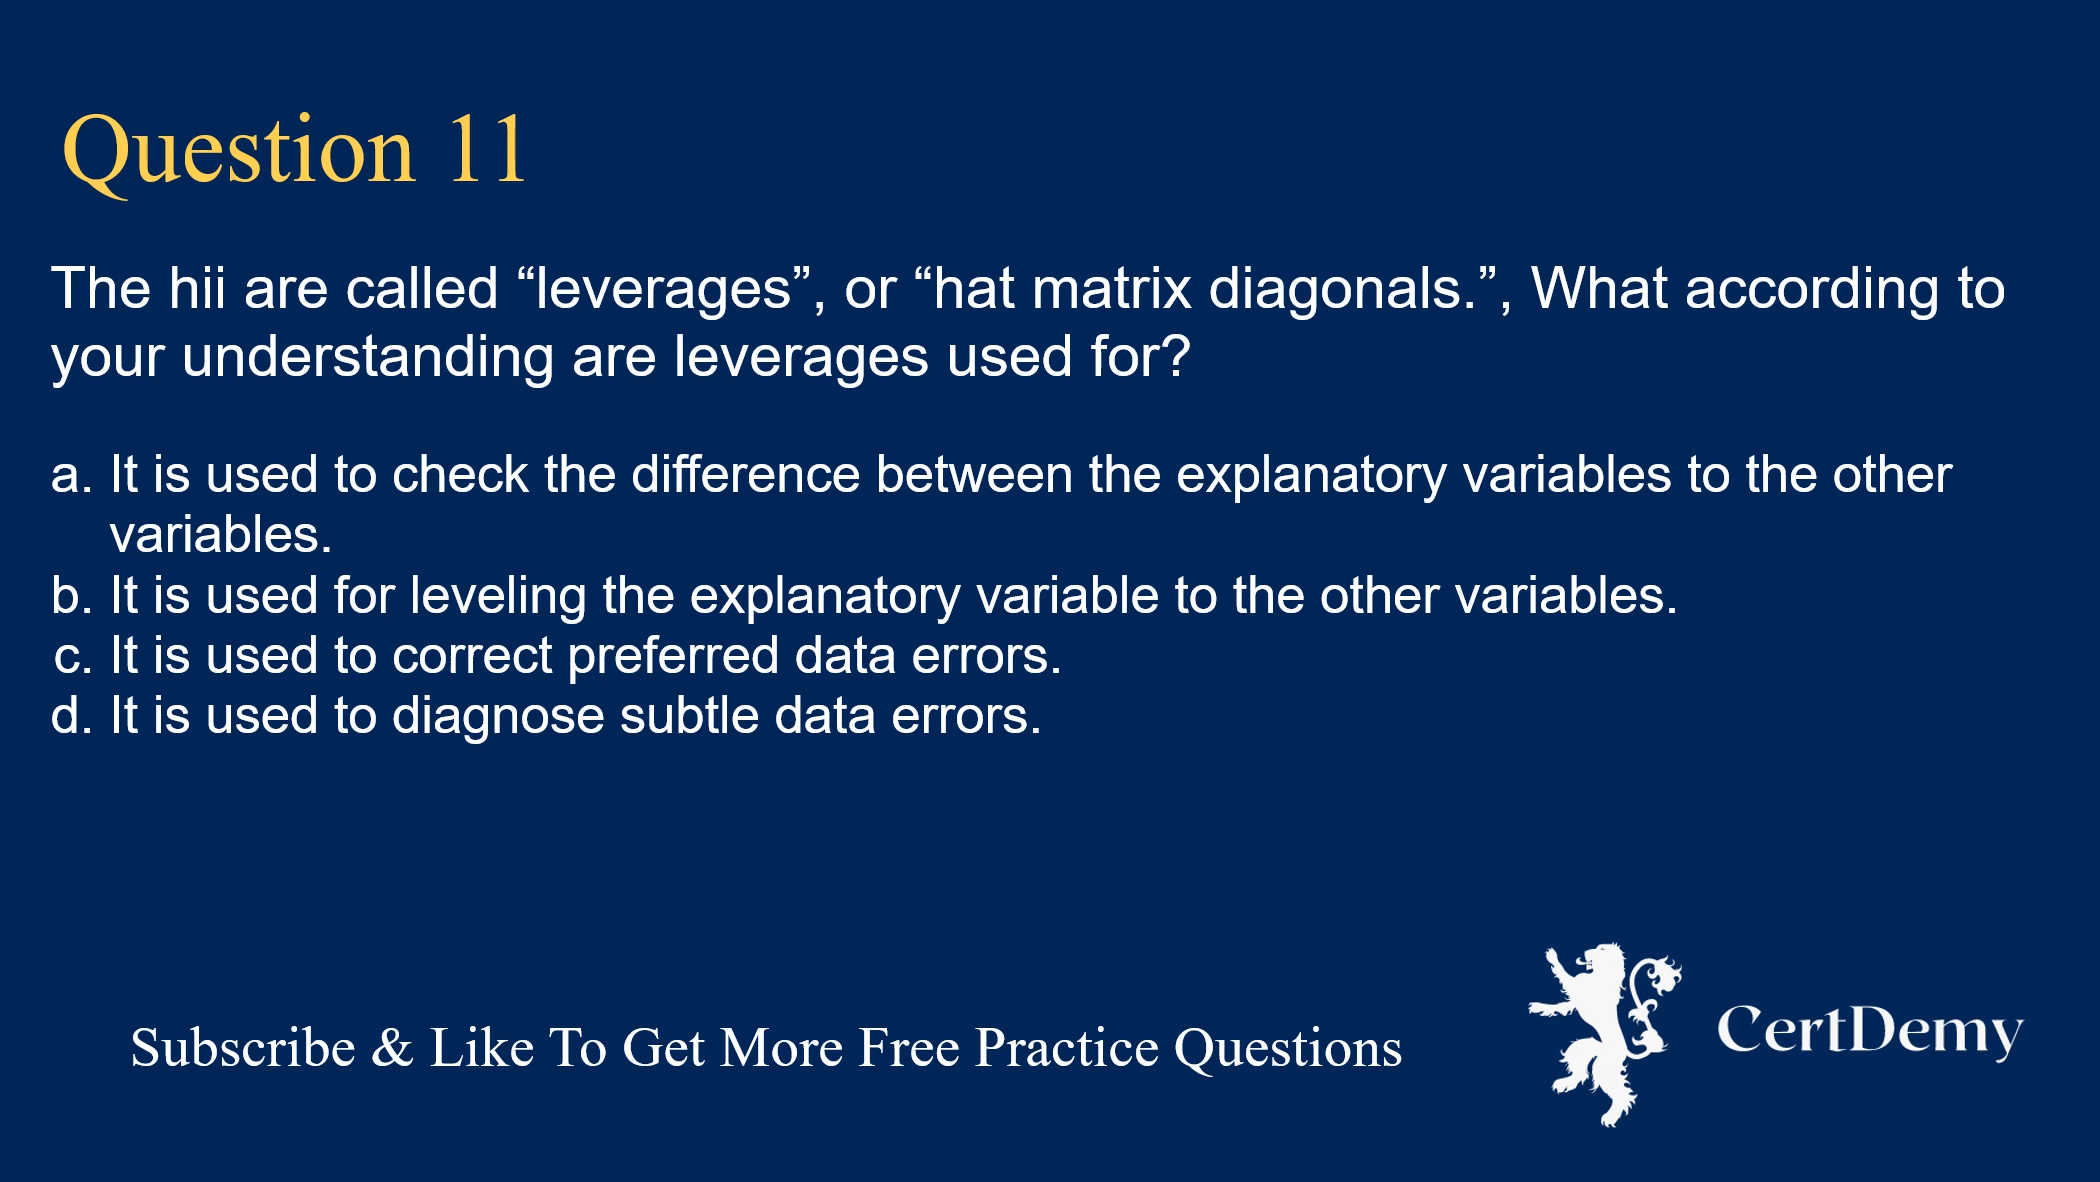 Question 11
The hii are called “leverages”, or “hat matrix diagonals.”, What according to
your understanding are leverages used for?
a. It is used to check the difference between the explanatory variables to the other
variables.
b. It is used for leveling the explanatory variable to the other variables.
c. It is used to correct preferred data errors.
d. It is used to diagnose subtle data errors.
Subscribe & Like To Get More Free Practice Questions
CertDemy